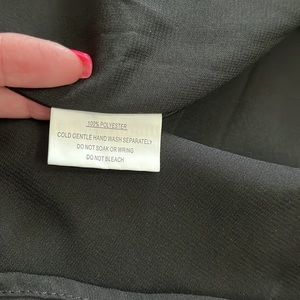 100% POLYESTER
COLD GENTLE HAND WASH SEPARATELY
DO NOT SOAK OR WRING
DO NOT BLEACH